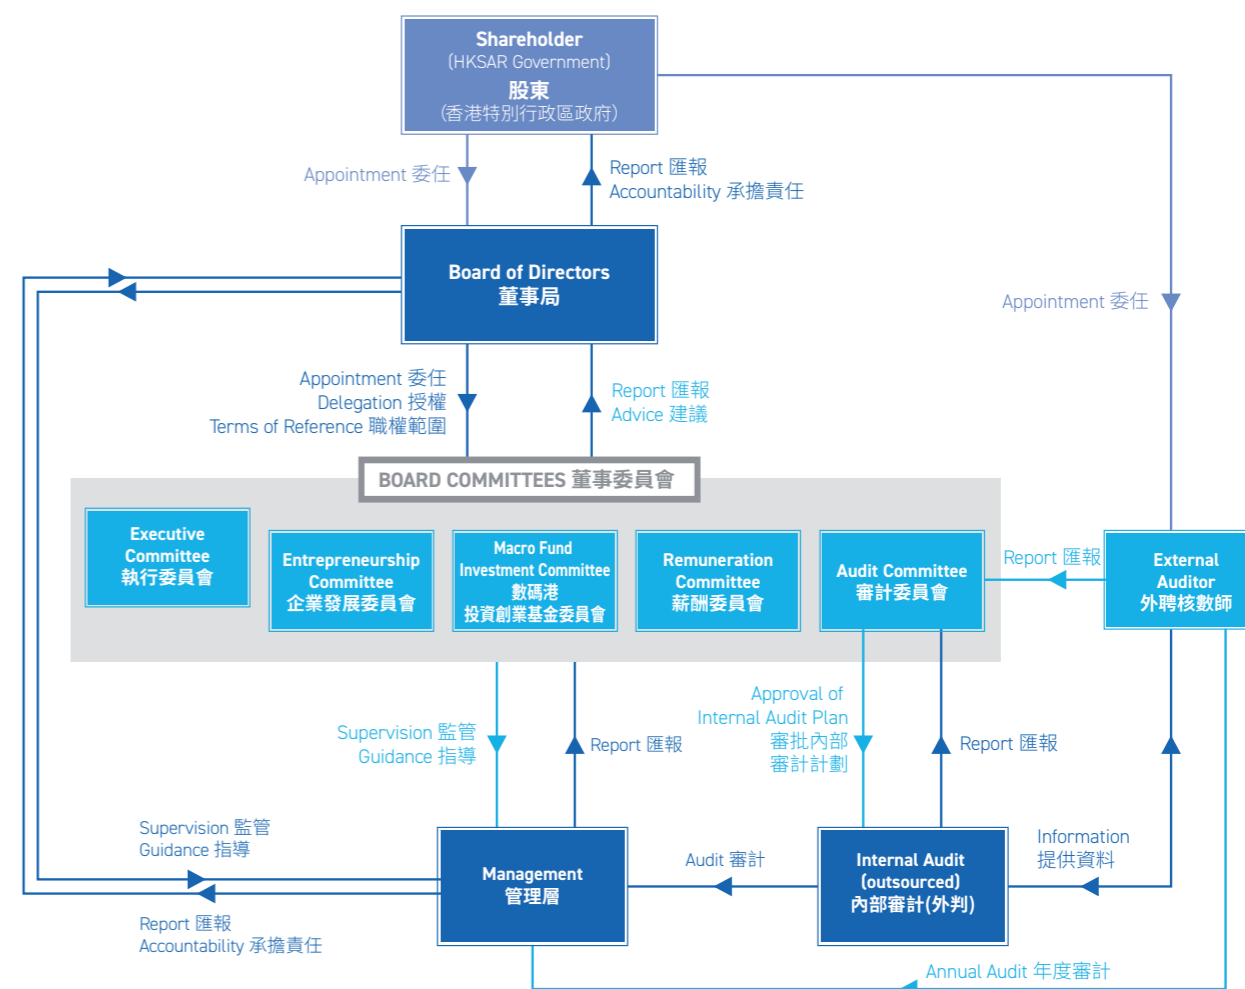 Shareholder
(HKSAR Government)
股東
(香港特別行政區政府)
Appointment 委任
Report 匯報
Accountability 承擔責任
Board of Directors
董事局
Appointment 委任
Appointment 委任
Delegation 授權
Terms of Reference 職權範圍
Report 匯報
Advice 建議
BOARD COMMITTEES 董事委員會
Executive
Committee
執行委員會
Entrepreneurship
Committee
企業發展委員會
Macro Fund
Investment Committee
數碼港
投資創業基金委員會
Remuneration
Committee
薪酬委員會
Audit Committee
審計委員會
Report 匯報
External
Auditor
外聘核數師
Supervision 監管
Guidance 指導
Report 匯報
Approval of
Internal Audit Plan
審批內部
審計計劃
Report 匯報
Supervision 監管
Guidance 指導
Report 匯報
Accountability 承擔責任
Management
管理層
Audit 審計
Internal Audit
(outsourced)
內部審計(外判)
Information
提供資料
Annual Audit 年度審計